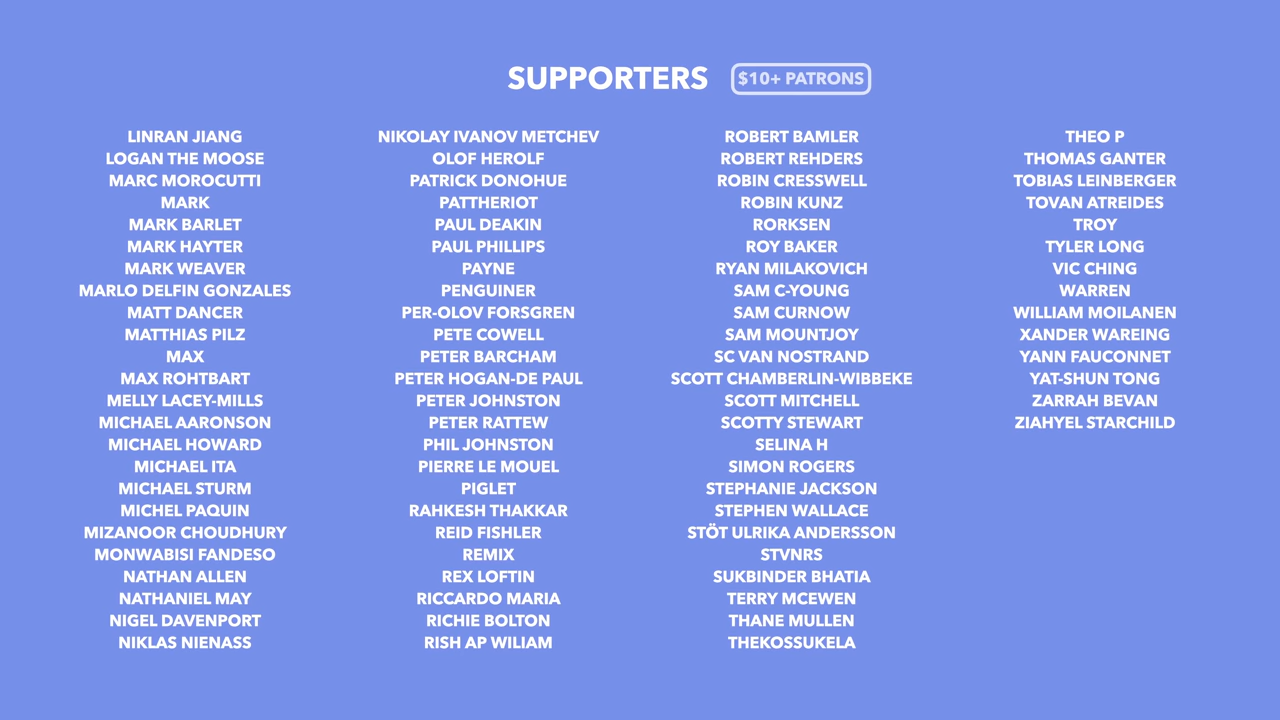 SUPPORTERS $10+ PATRONS
LINRAN JIANG
LOGAN THE MOOSE
MARC MOROCUTTI
MARK
MARK BARLET
MARK HAYTER
MARK WEAVER
MARLO DELFIN GONZALES
MATT DANCER
MATTHIAS PILZ
MAX
MAX ROHTBART
MELLY LACEY-MILLS
MICHAEL AARONSON
MICHAEL HOWARD
MICHAEL ITA
MICHAEL STURM
MICHEL PAQUIN
MIZANOOR CHOUDHURY
MONWABISI FANDESO
NATHAN ALLEN
NATHANIEL MAY
NIGEL DAVENPORT
NIKLAS NIENASS
NIKOLAY IVANOV METCHEV
OLOF HEROLF
PATRICK DONOHUE
PATTHERIOT
PAUL DEAKIN
PAUL PHILLIPS
PAYNE
PENGUINER
PER-OLOV FORSGREN
PETE COWELL
PETER BARCHAM
PETER HOGAN-DE PAUL
PETER JOHNSTON
PETER RATTEW
PHIL JOHNSTON
PIERRE LE MOUEL
PIGLET
RAHKESH THAKKAR
REID FISHLER
REMIX
REX LOFTIN
RICCARDO MARIA
RICHIE BOLTON
RISH AP WILIAM
ROBERT BAMLER
ROBERT REHDERS
ROBIN CRESSWELL
ROBIN KUNZ
RORKSEN
ROY BAKER
RYAN MILAKOVICH
SAM C-YOUNG
SAM CURNOW
SAM MOUNTJOY
SC VAN NOSTRAND
SCOTT CHAMBERLIN-WIBBEKE
SCOTT MITCHELL
SCOTTY STEWART
SELINA H
SIMON ROGERS
STEPHANIE JACKSON
STEPHEN WALLACE
STÖT ULRIKA ANDERSSON
STVNRS
SUKBINDER BHATIA
TERRY MCEWEN
THANE MULLEN
THEKOSSUKELA
THEO P
THOMAS GANTER
TOBIAS LEINBERGER
TOVAN ATREIDES
TROY
TYLER LONG
VIC CHING
WARREN
WILLIAM MOILANEN
XANDER WAREING
YANN FAUCONNET
YAT-SHUN TONG
ZARRAH BEVAN
ZIAHYEL STARCHILD